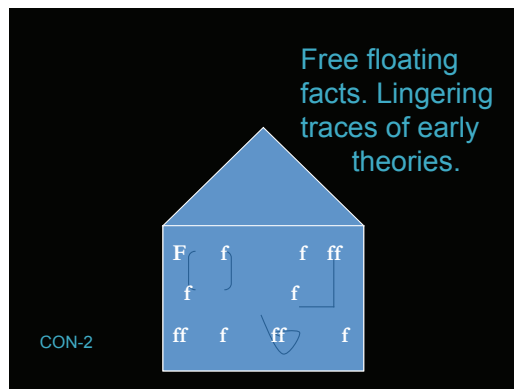 Free floating
facts. Lingering
traces of early
theories.
F f f ff
f f
ff f ff f
CON-2